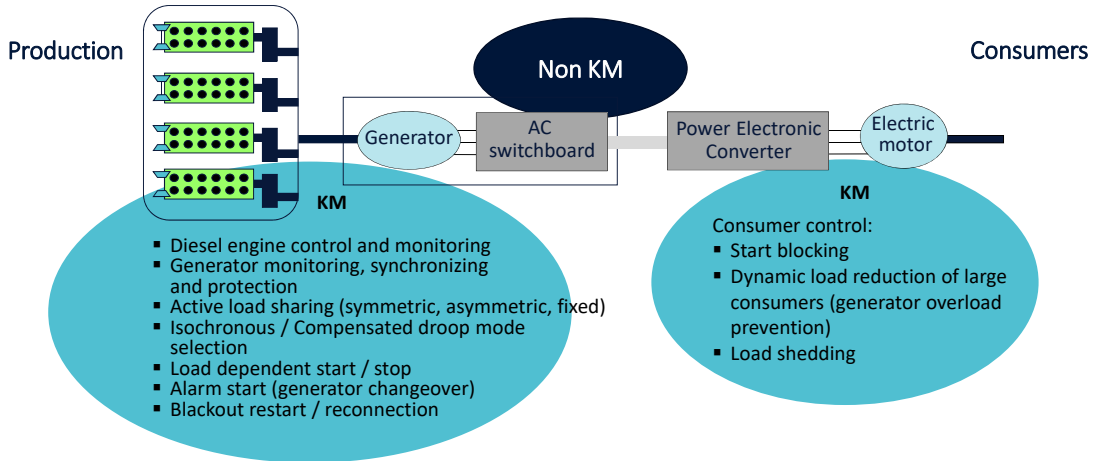 Production
Non KM
Consumers
Generator
AC
switchboard
Power Electronic
Converter
Electric
motor
KM
▪ Diesel engine control and monitoring
▪ Generator monitoring, synchronizing
and protection
▪ Active load sharing (symmetric, asymmetric, fixed)
▪ Isochronous / Compensated droop mode
selection
▪ Load dependent start / stop
▪ Alarm start (generator changeover)
▪ Blackout restart / reconnection
KM
Consumer control:
▪ Start blocking
▪ Dynamic load reduction of large
consumers (generator overload
prevention)
▪ Load shedding